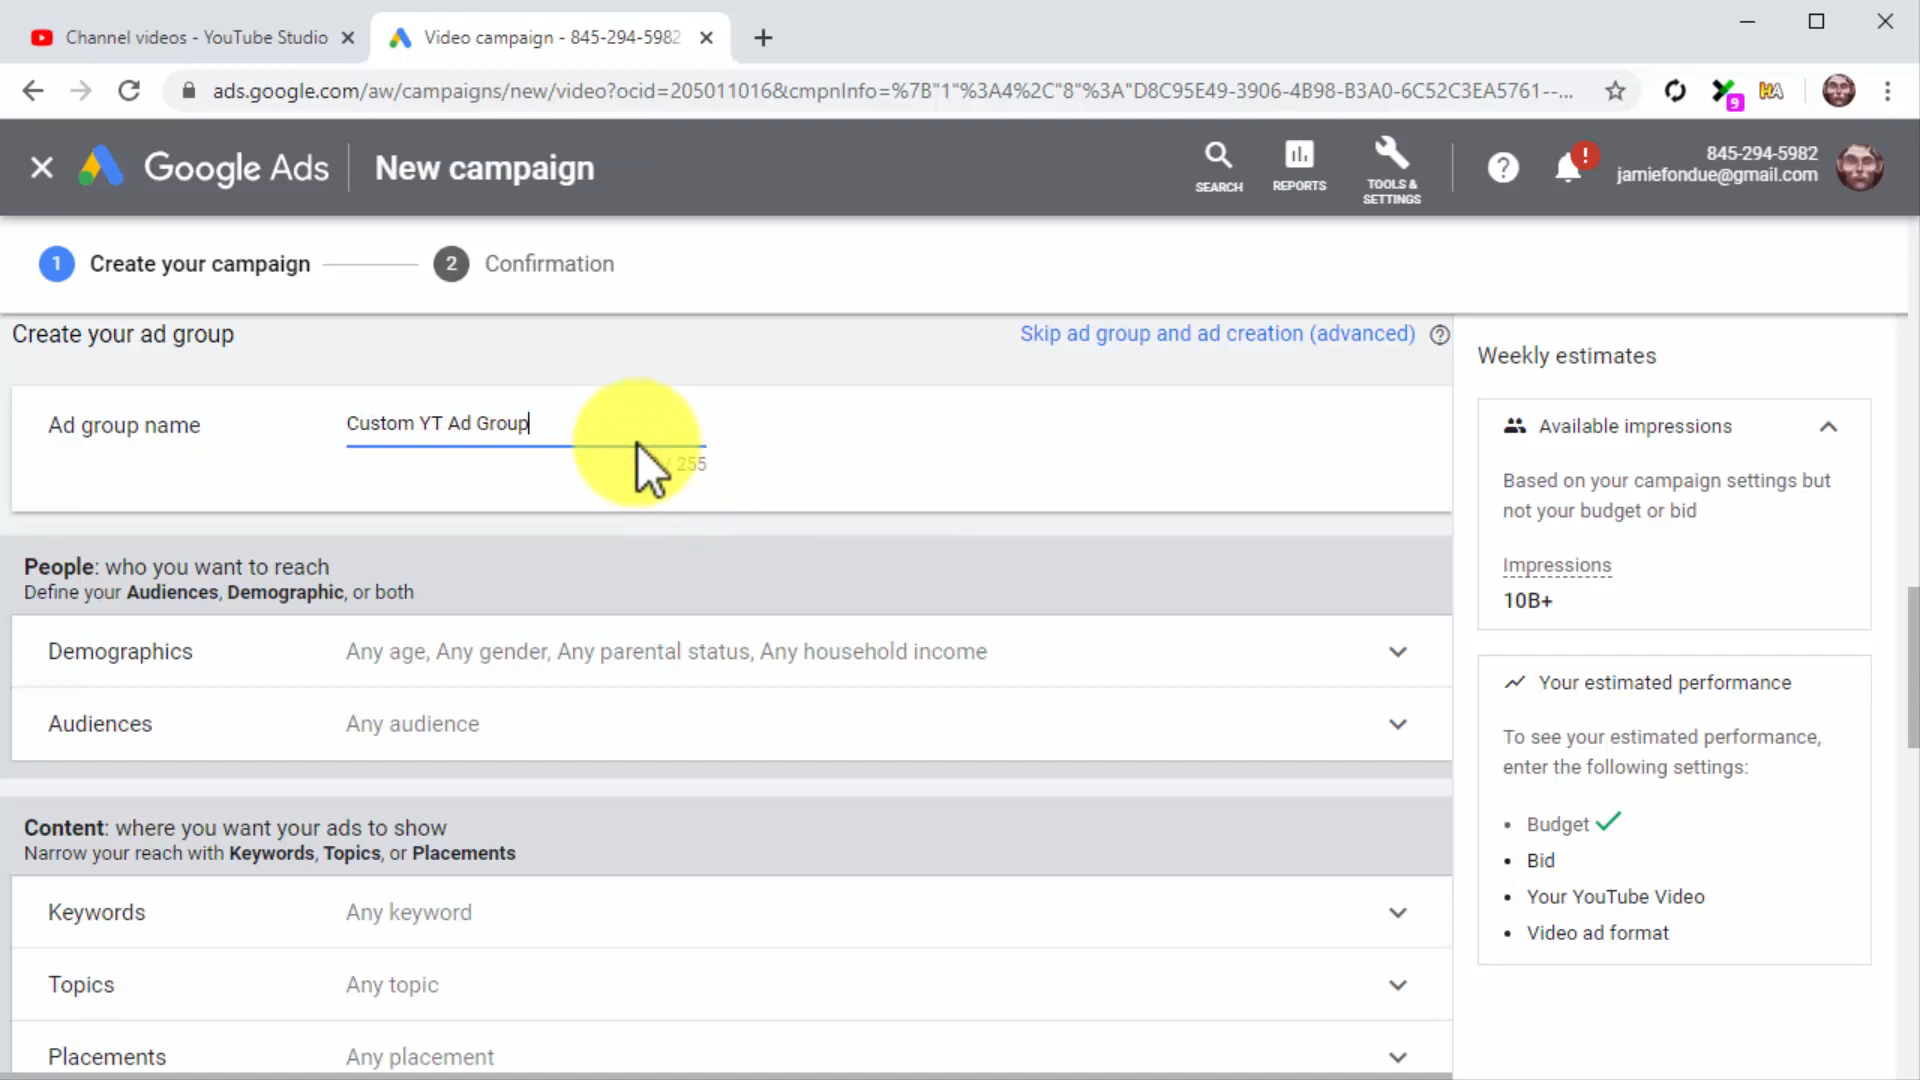 Channel videos - YouTube Studio
Video campaign - 845-294-5982
ads.google.com/aw/campaigns/new/video?ocid=205011016&cmpnInfo=%7B"1"%3A4%2C"8"%3A"D8C95E49-3906-4B98-B3A0-6C52C3EA5761--...
9
HA
Google Ads
New campaign
SEARCH
REPORTS
TOOLS &
SETTINGS
?
!
845-294-5982
jamiefondue@gmail.com
1 Create your campaign
2 Confirmation
Create your ad group
Skip ad group and ad creation (advanced) ?
Ad group name
Custom YT Ad Group
/ 255
People: who you want to reach
Define your Audiences, Demographic, or both
Demographics
Any age, Any gender, Any parental status, Any household income
Audiences
Any audience
Content: where you want your ads to show
Narrow your reach with Keywords, Topics, or Placements
Keywords
Any keyword
Topics
Any topic
Placements
Any placement
Weekly estimates
Available impressions
Based on your campaign settings but
not your budget or bid
Impressions
10B+
Your estimated performance
To see your estimated performance,
enter the following settings:
• Budget
• Bid
• Your YouTube Video
• Video ad format